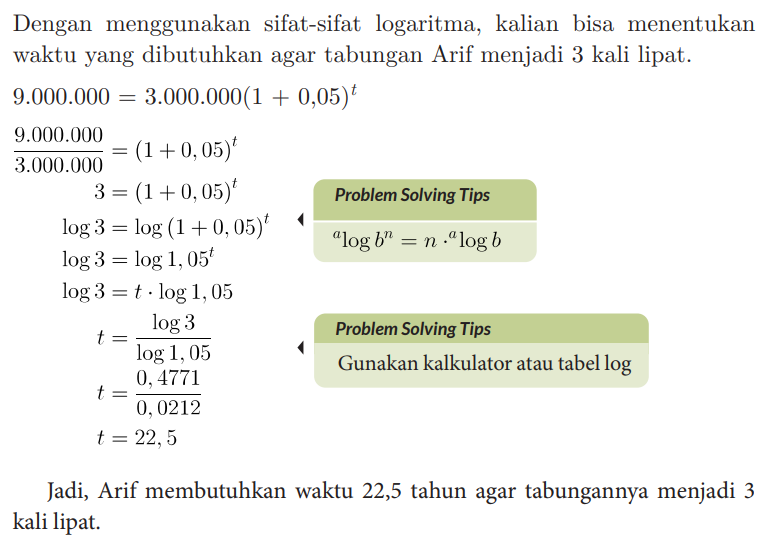 Dengan menggunakan sifat-sifat logaritma, kalian bisa menentukan
waktu yang dibutuhkan agar tabungan Arif menjadi 3 kali lipat.
9.000.000 = 3.000.000(1 + 0,05)^t
9.000.000/3.000.000 = (1 + 0, 05)^t
3 = (1 + 0, 05)^t
log 3 = log (1 + 0, 05)^t
log 3 = log 1, 05^t
log 3 = t · log 1, 05
Problem Solving Tips
^a log b^n = n ·^a log b
t = log 3/log 1, 05
t = 0, 4771/0, 0212
t = 22, 5
Problem Solving Tips
Gunakan kalkulator atau tabel log
Jadi, Arif membutuhkan waktu 22,5 tahun agar tabungannya menjadi 3
kali lipat.